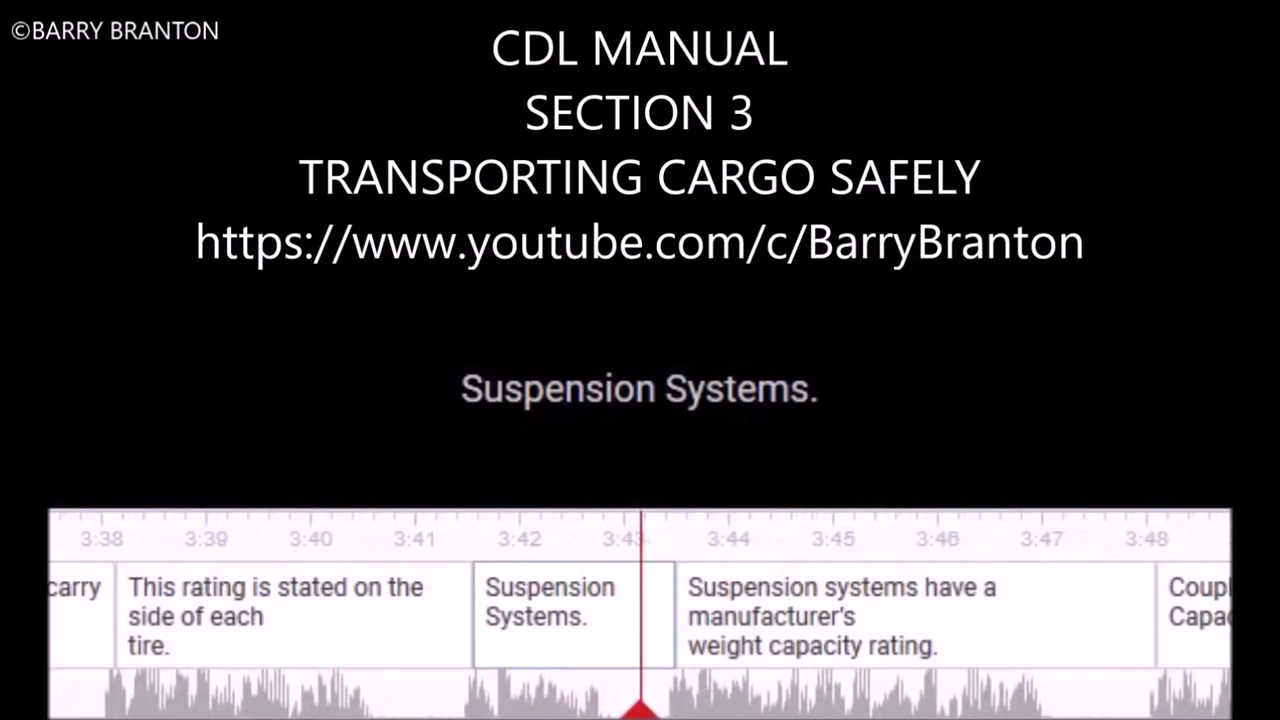 ©BARRY BRANTON
CDL MANUAL
SECTION 3
TRANSPORTING CARGO SAFELY
https://www.youtube.com/c/BarryBranton
Suspension Systems.
3:38 3:39 3:40 3:41 3:42 3:43 3:44 3:45 3:46 3:47 3:48
carry
This rating is stated on the
side of each
tire.
Suspension
Systems.
Suspension systems have a
manufacturer's
weight capacity rating.